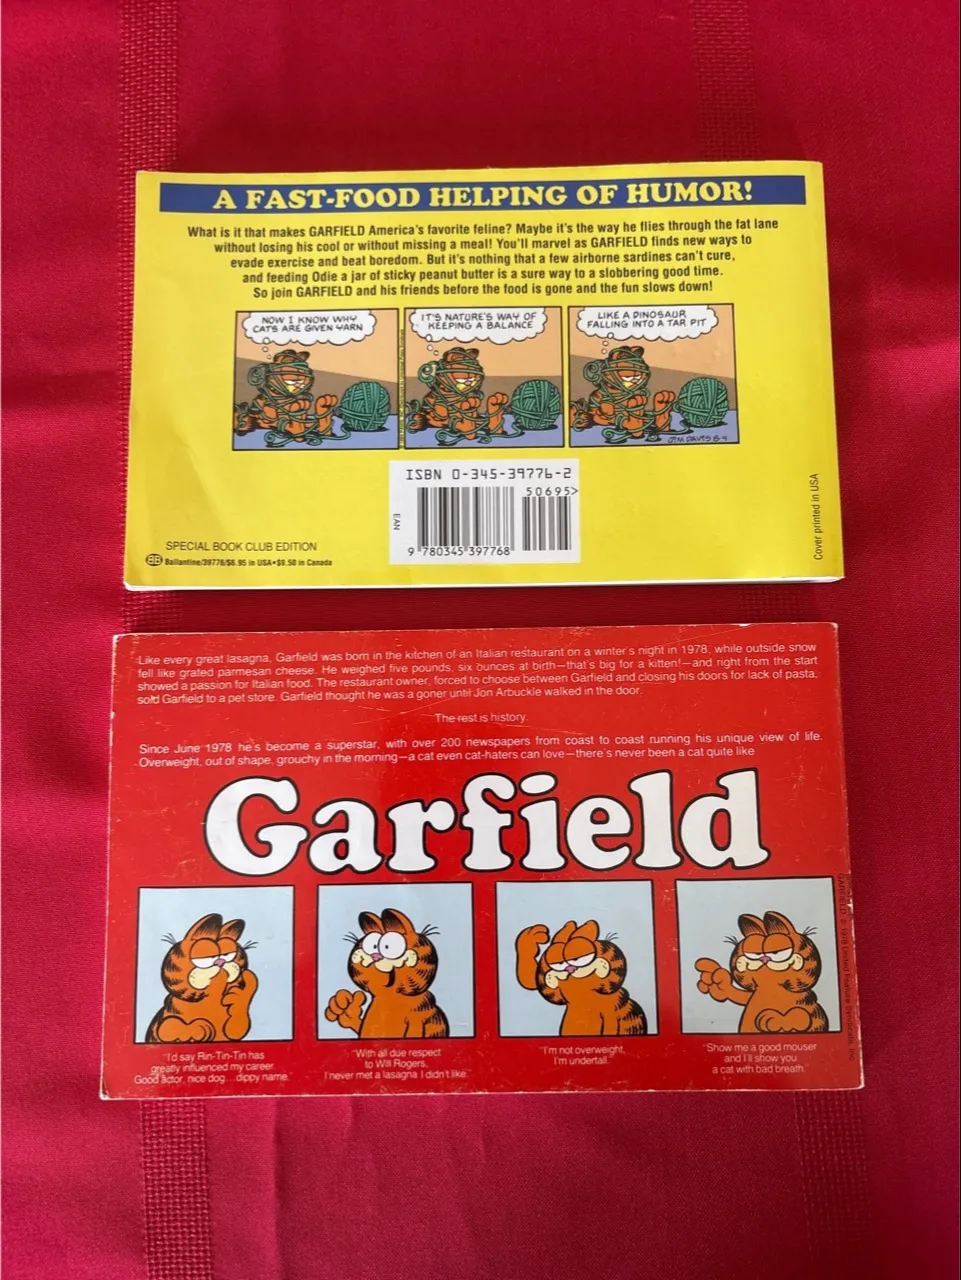 A FAST-FOOD HELPING OF HUMOR!
What is it that makes GARFIELD America's favorite feline? Maybe it's the way he flies through the fat lane
without losing his cool or without missing a meal! You'll marvel as GARFIELD finds new ways to
evade exercise and beat boredom. But it's nothing that a few airborne sardines can't cure,
and feeding Odie a jar of sticky peanut butter is a sure way to a slobbering good time.
So join GARFIELD and his friends before the food is gone and the fun slows down!
NOW I KNOW WHY
CATS ARE GIVEN YARN
IT'S NATURE'S WAY OF
KEEPING A BALANCE
LIKE A DINOSAUR
FALLING INTO A TAR PIT
JIM DAVIS 8-4
ISBN 0-345-39776-2
50695>
EAN
9 780345 397768
SPECIAL BOOK CLUB EDITION
BB Ballantine/39776/$6.95 in USA•$9.50 in Canada
Cover printed in USA
Like every great lasagna, Garfield was born in the kitchen of an Italian restaurant on a winter's night in 1978, while outside snow
fell like grated parmesan cheese. He weighed five pounds, six ounces at birth—that's big for a kitten!—and right from the start
showed a passion for Italian food. The restaurant owner, forced to choose between Garfield and closing his doors for lack of pasta,
sold Garfield to a pet store. Garfield thought he was a goner until Jon Arbuckle walked in the door.
The rest is history.
Since June 1978 he's become a superstar, with over 200 newspapers from coast to coast running his unique view of life.
Overweight, out of shape, grouchy in the morning—a cat even cat-haters can love—there's never been a cat quite like
Garfield
"I'd say Rin-Tin-Tin has
greatly influenced my career.
Good actor, nice dog... dippy name."
"With all due respect
to Will Rogers,
I never met a lasagna I didn't like."
"I'm not overweight,
I'm undertall."
"Show me a good mouser
and I'll show you
a cat with bad breath."
GARFIELD: © 1978 United Feature Syndicate, Inc.